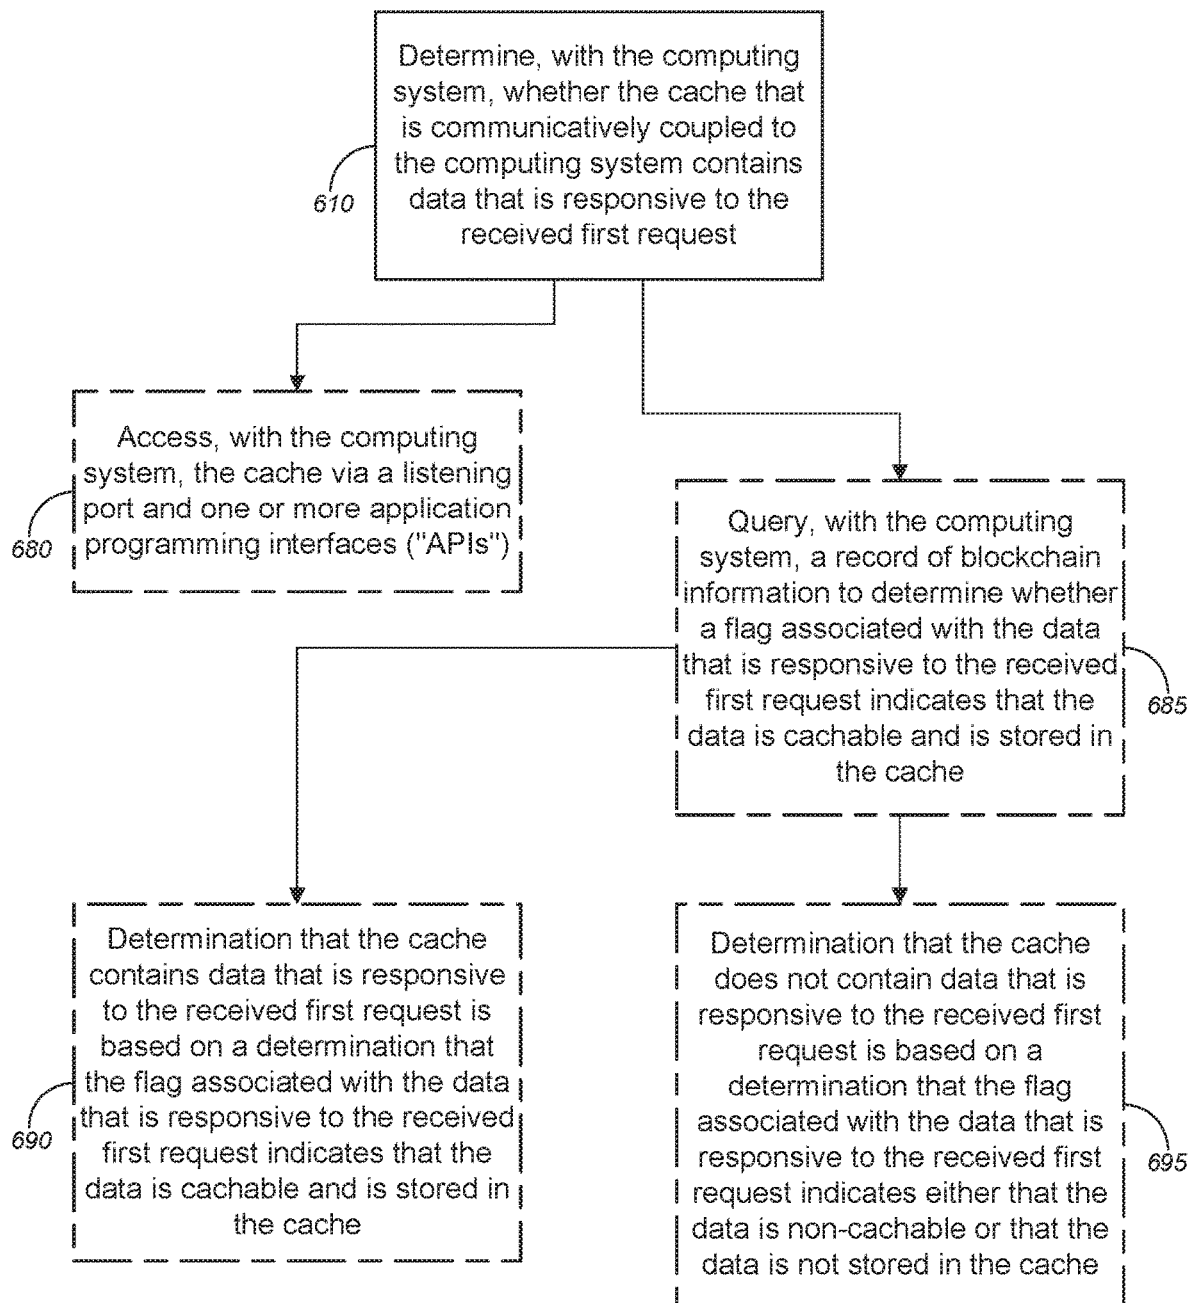 Determine, with the computing
system, whether the cache that
is communicatively coupled to
the computing system contains
data that is responsive to the
received first request
610
Access, with the computing
system, the cache via a listening
port and one or more application
programming interfaces ("APIs")
680
Query, with the computing
system, a record of blockchain
information to determine whether
a flag associated with the data
that is responsive to the received
first request indicates that the
data is cachable and is stored in
the cache
685
Determination that the cache
contains data that is responsive
to the received first request is
based on a determination that
the flag associated with the data
that is responsive to the received
first request indicates that the
data is cachable and is stored in
the cache
690
Determination that the cache
does not contain data that is
responsive to the received first
request is based on a
determination that the flag
associated with the data that is
responsive to the received first
request indicates either that the
data is non-cachable or that the
data is not stored in the cache
695